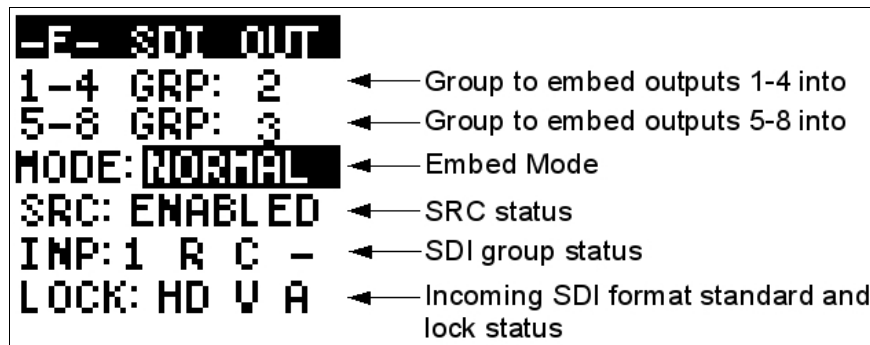 -E- SDI OUT
1-4 GRP: 2 Group to embed outputs 1-4 into
5-8 GRP: 3 Group to embed outputs 5-8 into
MODE: NORMAL Embed Mode
SRC: ENABLED SRC status
INP: 1 R C - SDI group status
LOCK: HD V A Incoming SDI format standard and
lock status